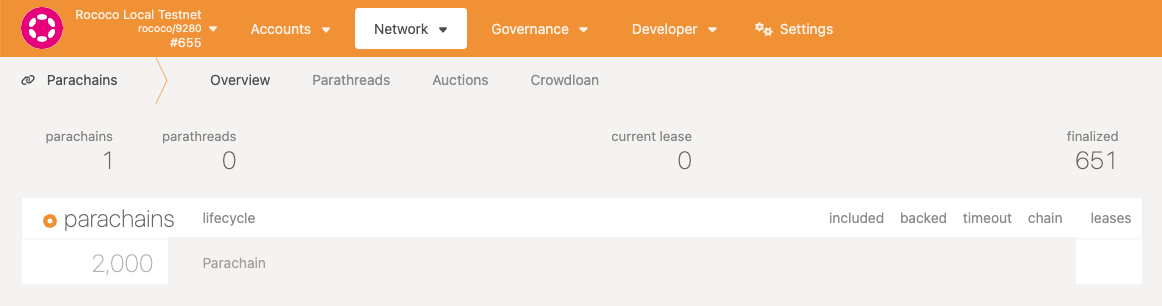 Rococo Local Testnet
rococo/9280
#655
Accounts
Network
Governance
Developer
Settings
Parachains
Overview
Parathreads
Auctions
Crowdloan
parachains
1
parathreads
0
current lease
0
finalized
651
parachains lifecycle included backed timeout chain leases
2,000 Parachain